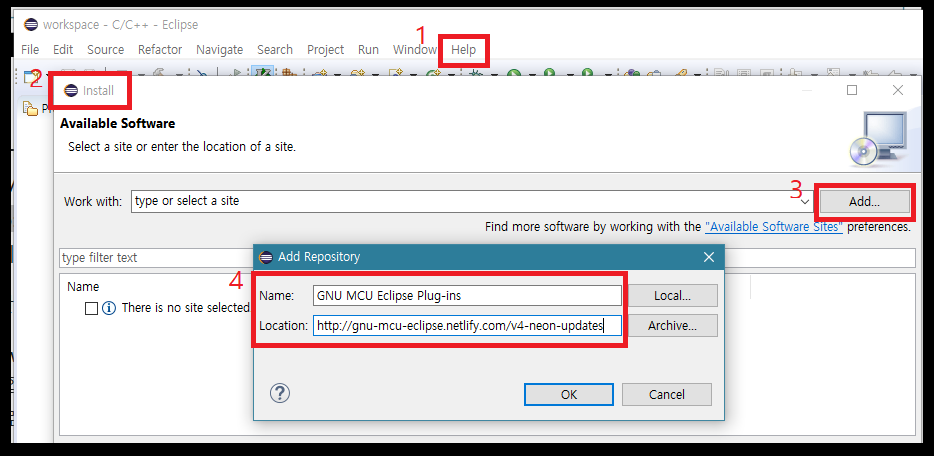 workspace - C/C++ - Eclipse
1
File Edit Source Refactor Navigate Search Project Run Window Help
2
Install
Available Software
Select a site or enter the location of a site.
3
Work with: type or select a site Add...
Find more software by working with the "Available Software Sites" preferences.
type filter text
Add Repository
4
Name
Name: GNU MCU Eclipse Plug-ins Local...
There is no site selected
Location: http://gnu-mcu-eclipse.netlify.com/v4-neon-updates Archive...
OK Cancel